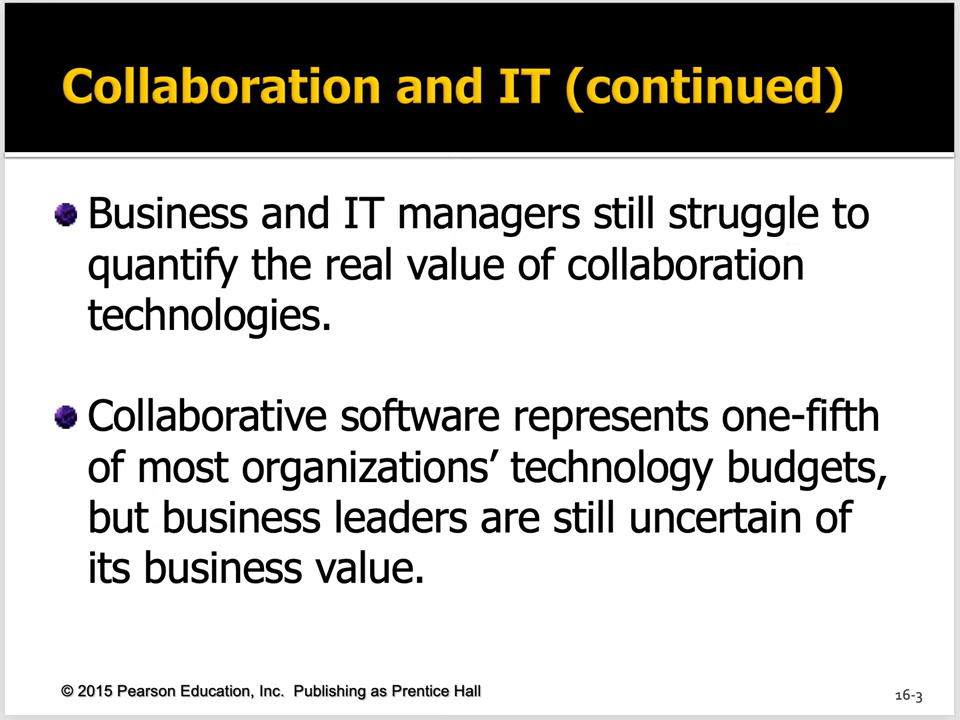 Collaboration and IT (continued)
Business and IT managers still struggle to
quantify the real value of collaboration
technologies.
Collaborative software represents one-fifth
of most organizations’ technology budgets,
but business leaders are still uncertain of
its business value.
© 2015 Pearson Education, Inc.  Publishing as Prentice Hall
16-3